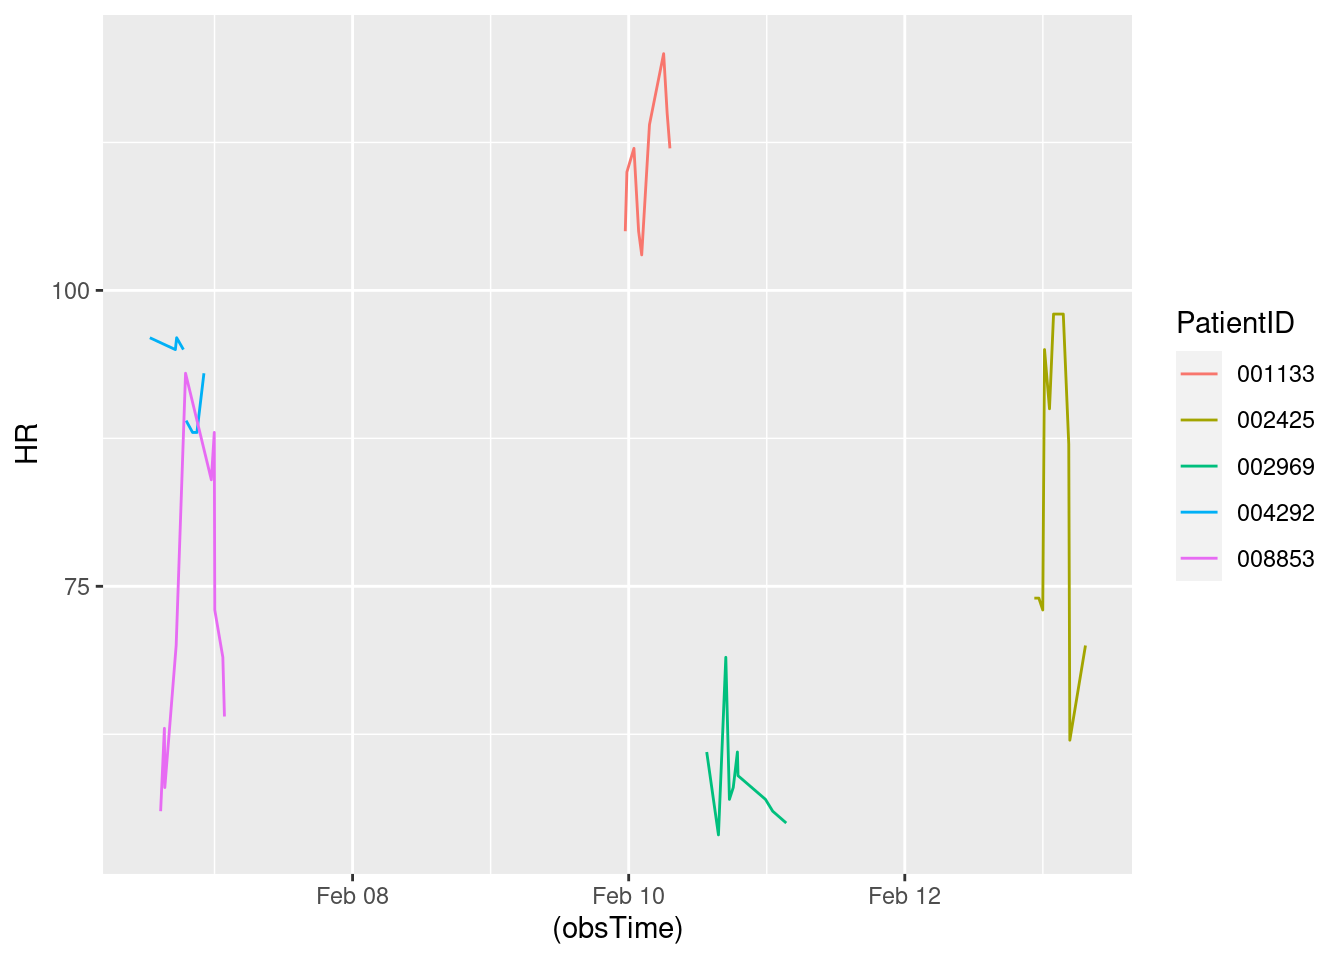 HR
100
75
Feb 08
Feb 10
Feb 12
(obsTime)
PatientID
001133
002425
002969
004292
008853